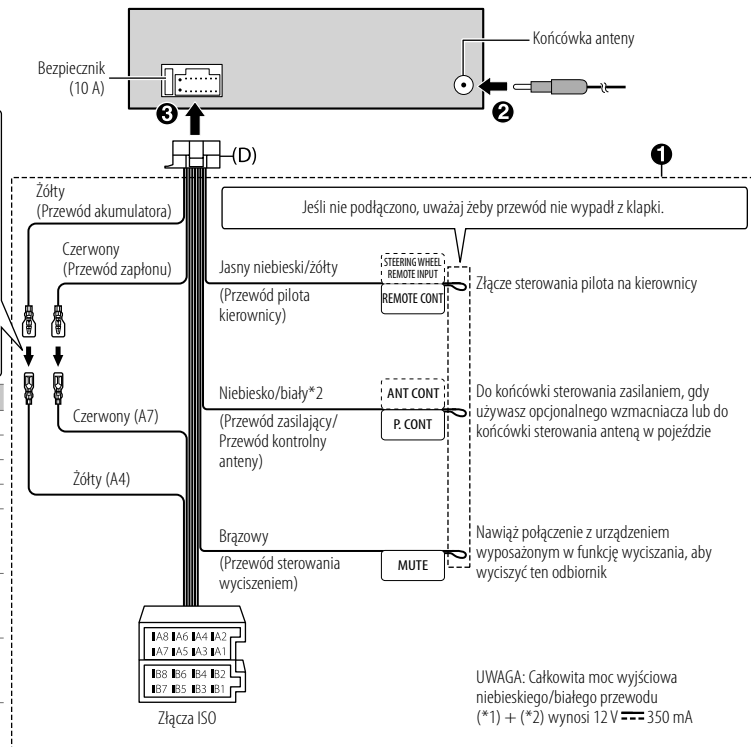 Końcówka anteny
Bezpiecznik
(10 A)
❸
❷
(D)
❶
Żółty
(Przewód akumulatora)
Jeśli nie podłączono, uważaj żeby przewód nie wypadł z klapki.
Czerwony
(Przewód zapłonu)
Jasny niebieski/żółty
(Przewód pilota
kierownicy)
STEERING WHEEL
REMOTE INPUT
REMOTE CONT
Złącze sterowania pilota na kierownicy
Niebiesko/biały*2
(Przewód zasilający/
Przewód kontrolny
anteny)
ANT CONT
P. CONT
Do końcówki sterowania zasilaniem, gdy
używasz opcjonalnego wzmacniacza lub do
końcówki sterowania anteną w pojeździe
Czerwony (A7)
Żółty (A4)
Brązowy
(Przewód sterowania
wyciszeniem)
MUTE
Nawiąż połączenie z urządzeniem
wyposażonym w funkcję wyciszania, aby
wyciszyć ten odbiornik
A8 A6 A4 A2
A7 A5 A3 A1
B8 B6 B4 B2
B7 B5 B3 B1
Złącza ISO
UWAGA: Całkowita moc wyjściowa
niebieskiego/białego przewodu
(*1) + (*2) wynosi 12 V ⎓ 350 mA